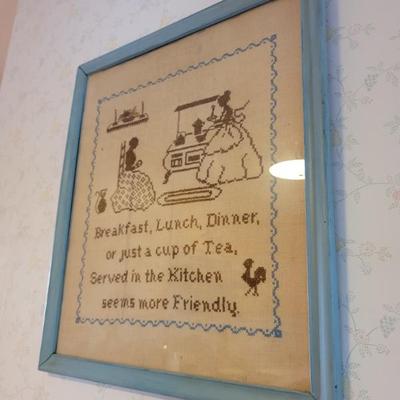 Breakfast, Lunch, Dinner,
or just a cup of Tea,
Served in the Kitchen
seems more Friendly.